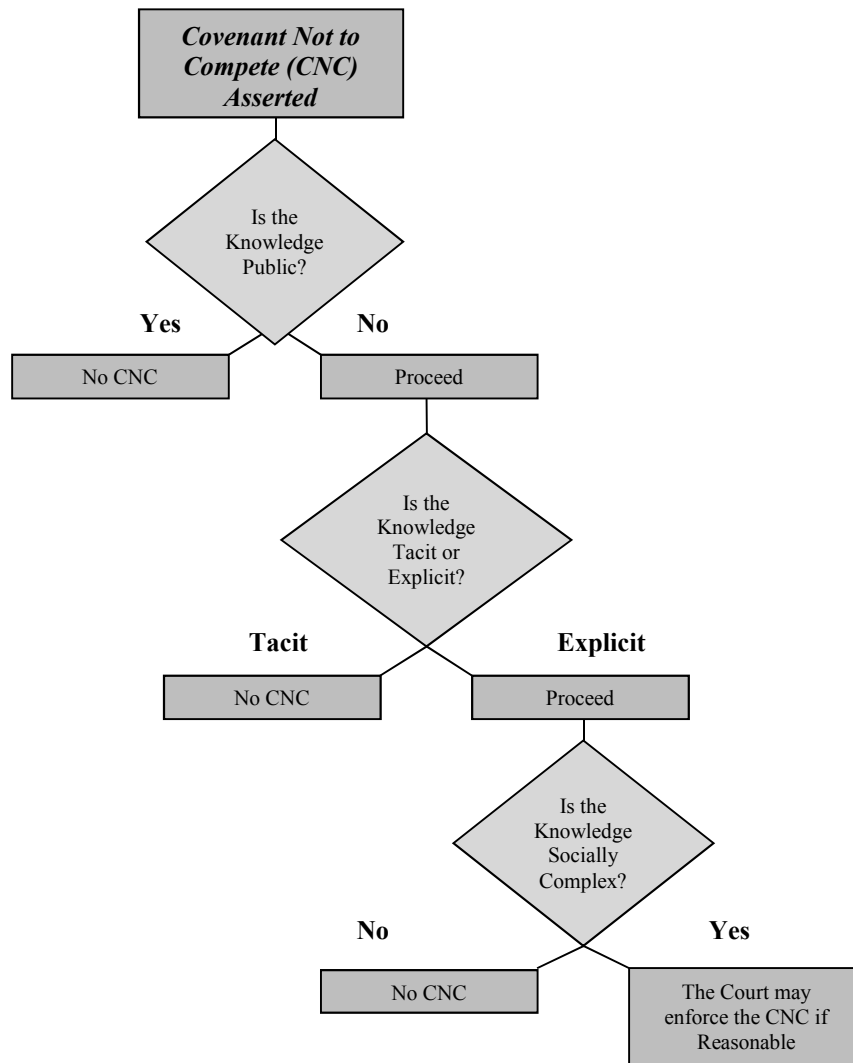 Covenant Not to
Compete (CNC)
Asserted
Is the
Knowledge
Public?
Yes
No
No CNC
Proceed
Is the
Knowledge
Tacit or
Explicit?
Tacit
Explicit
No CNC
Proceed
Is the
Knowledge
Socially
Complex?
No
Yes
No CNC
The Court may
enforce the CNC if
Reasonable